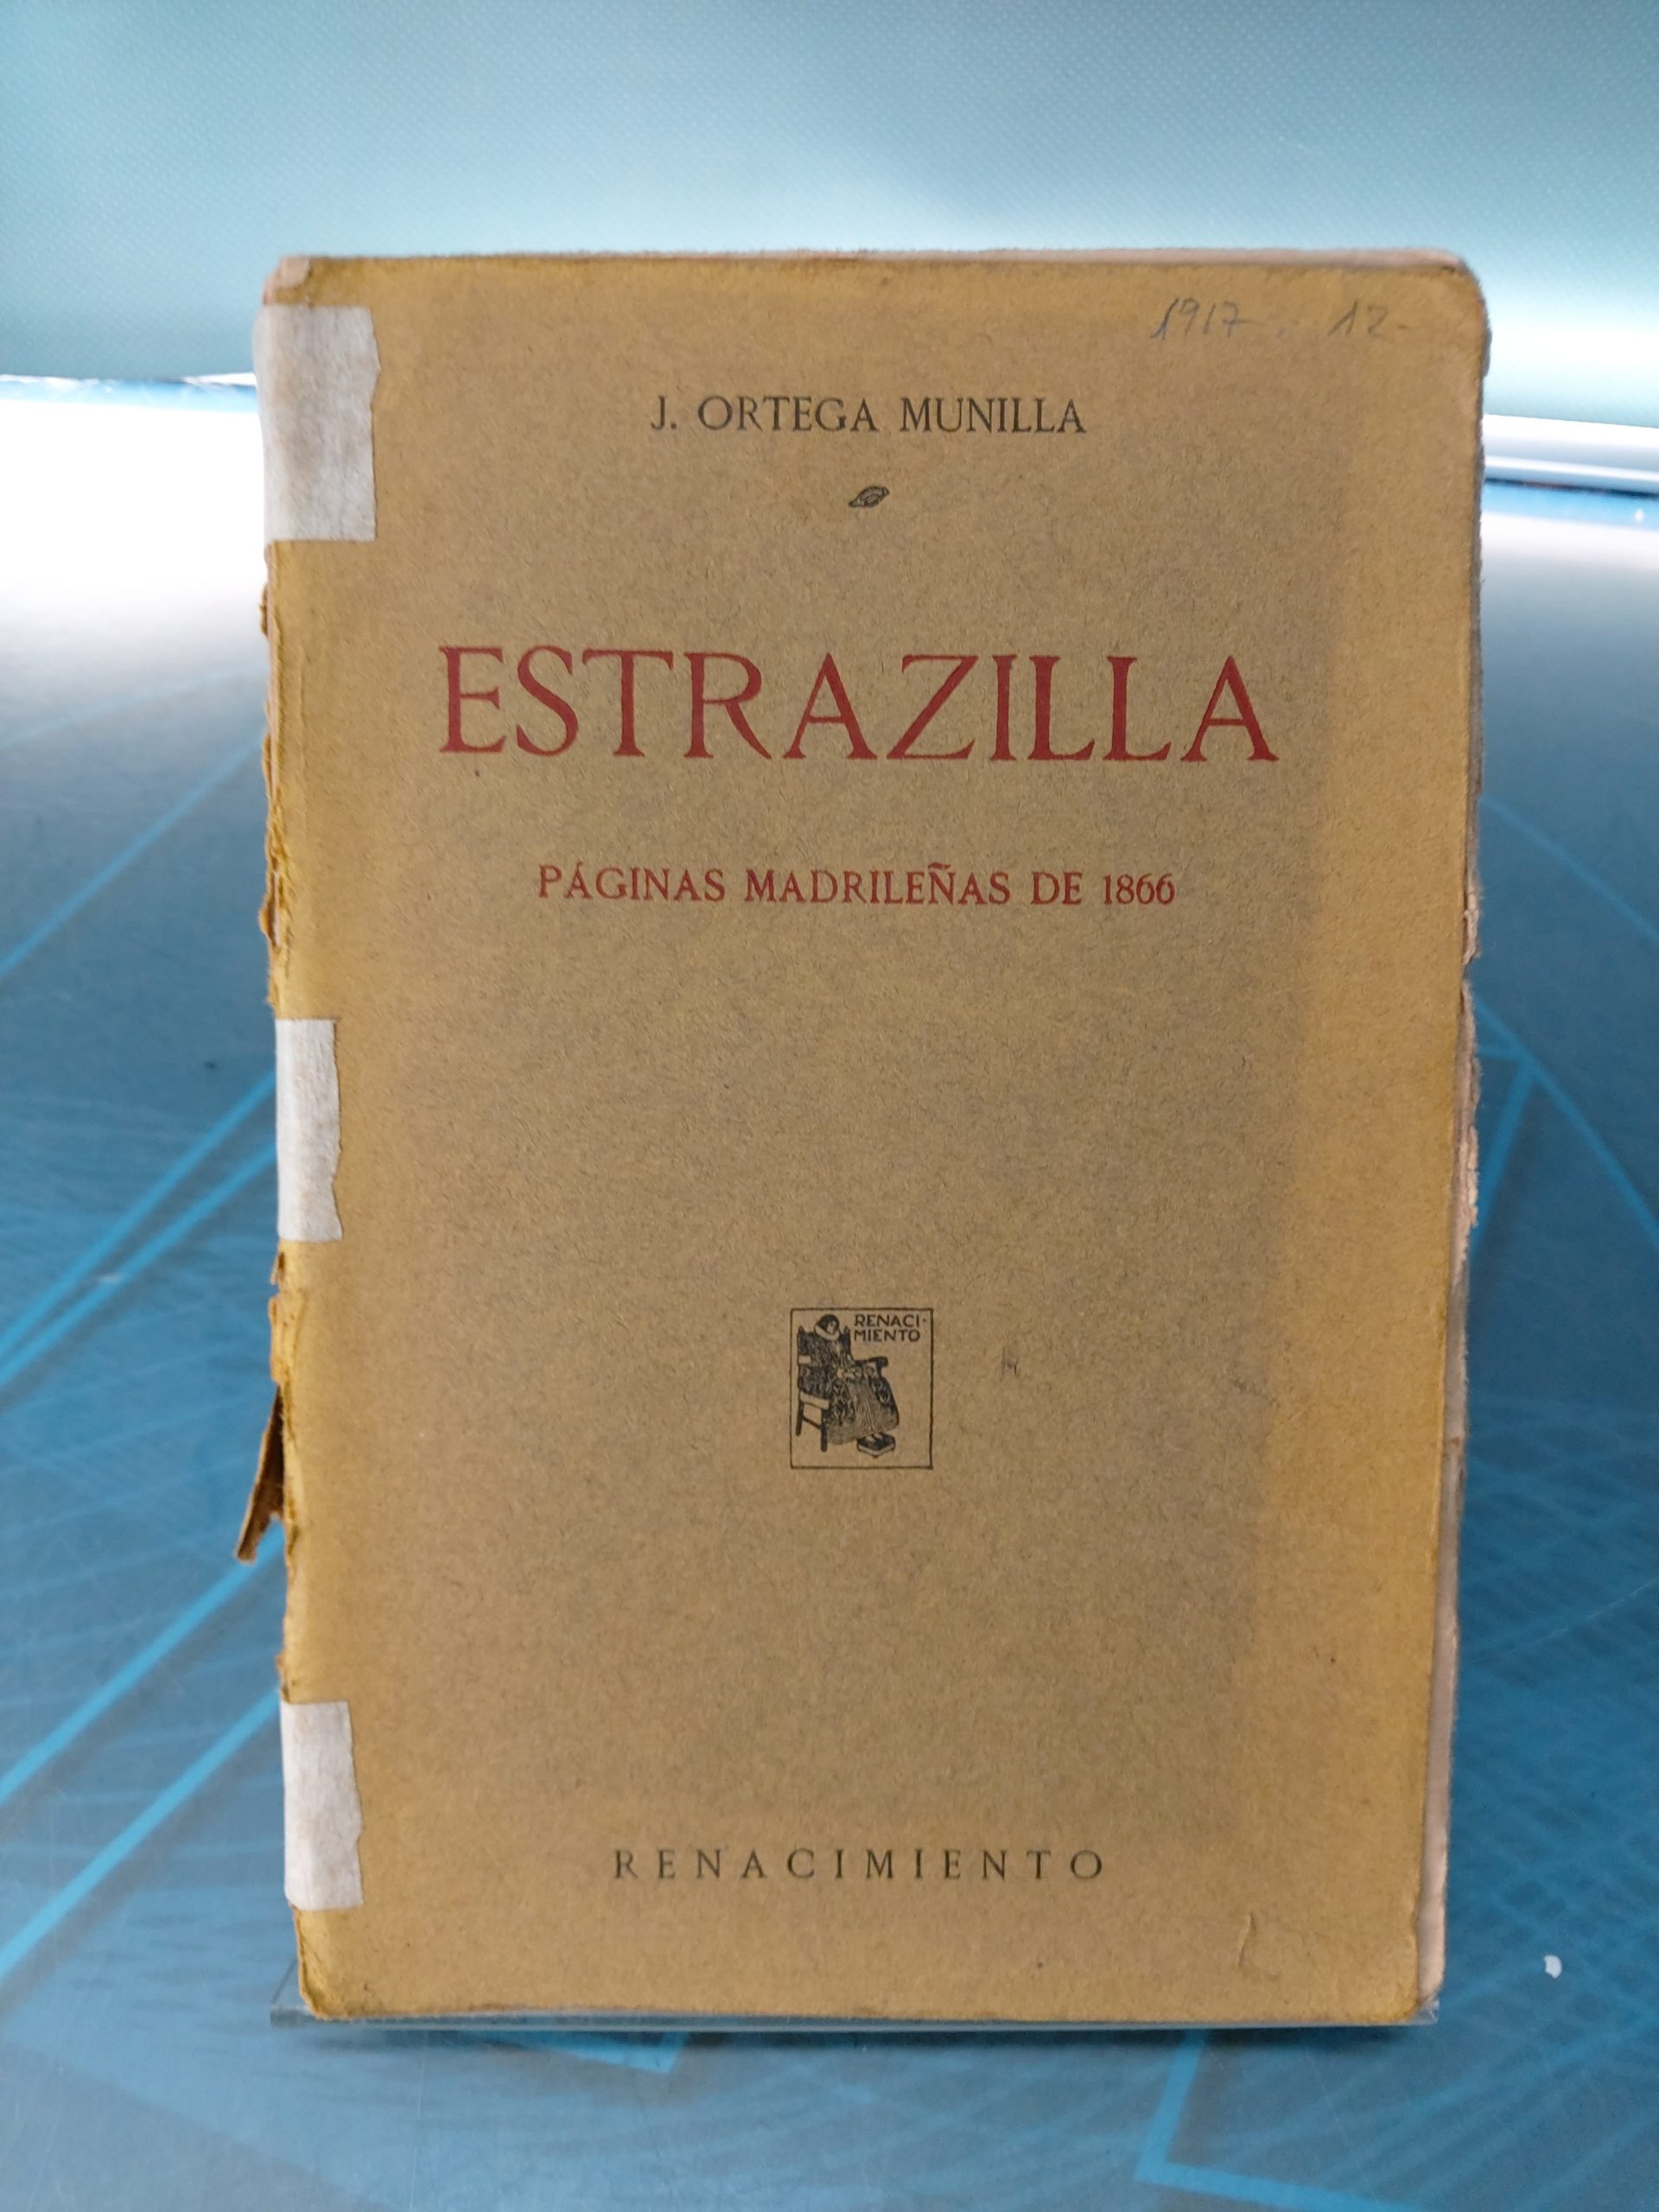 1917 12-
J. ORTEGA MUNILLA
ESTRAZILLA
PÁGINAS MADRILEÑAS DE 1866
RENACI-
MIENTO
RENACIMIENTO